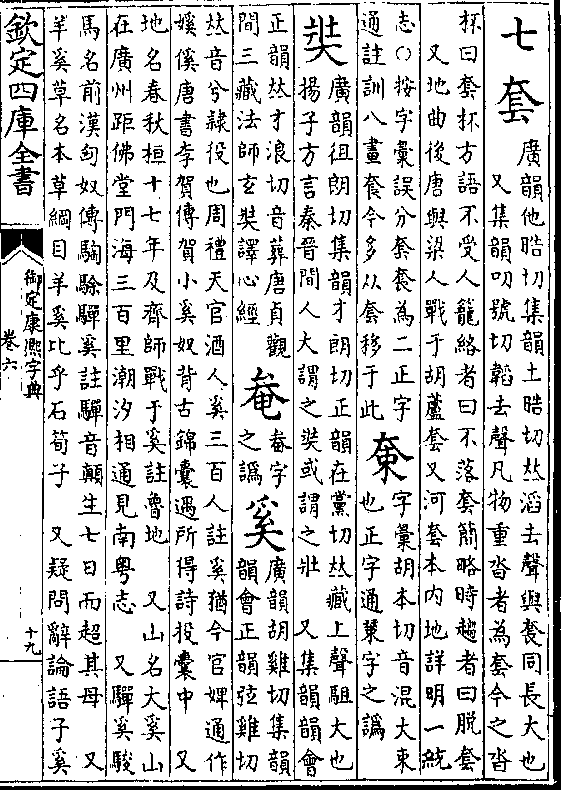 七 套
廣韻他晧切集韻土晧切𠀤滔去聲與套同長大也
又集韻叨號切韜去聲凡物重沓者為套今之沓
杯曰套杯方語不受人籠絡者曰不落套簡略時趨者曰脫套
又地曲後唐與梁人戰于胡蘆套又河套本內地詳明一統
志〇按字彙誤分套為二正字
通註訓八畫套今多从套移于此
字彙胡本切音混大束
也正字通字之譌
奘
廣韻徂朗切集韻才朗切正韻在黨切𠀤藏上聲駔大也
揚子方言秦晉間人大謂之奘或謂之壯 又集韻韻會
正韻𠀤才浪切音葬唐貞觀
間三藏法師玄奘譯心經
畚字
之譌
奚
廣韻胡雞切集韻
韻會正韻弦雞切
𠀤音兮隸役也周禮天官酒人奚三百人註奚猶今官婢通作
㜎傒唐書李賀傳賀小奚奴背古錦囊遇所得詩投囊中 又
地名春秋桓十七年及齊師戰于奚註魯地 又山名大奚山
在廣州距佛堂門海三百里潮汐相通見南粤志 又驒奚駿
馬名前漢匈奴傳騊駼驒奚註驒音顛生七日而超其母 又
羊奚草名本草綱目羊奚比乎石筍子 又疑問辭論語子奚
欽定四庫全書
御定康熙字典
卷六
十九